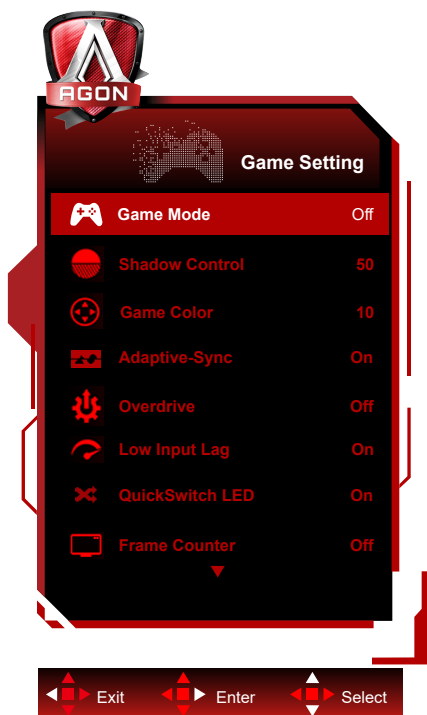 AGON
Game Setting
Game Mode Off
Shadow Control 50
Game Color 10
Adaptive-Sync On
Overdrive Off
Low Input Lag On
QuickSwitch LED On
Frame Counter Off
Exit Enter Select